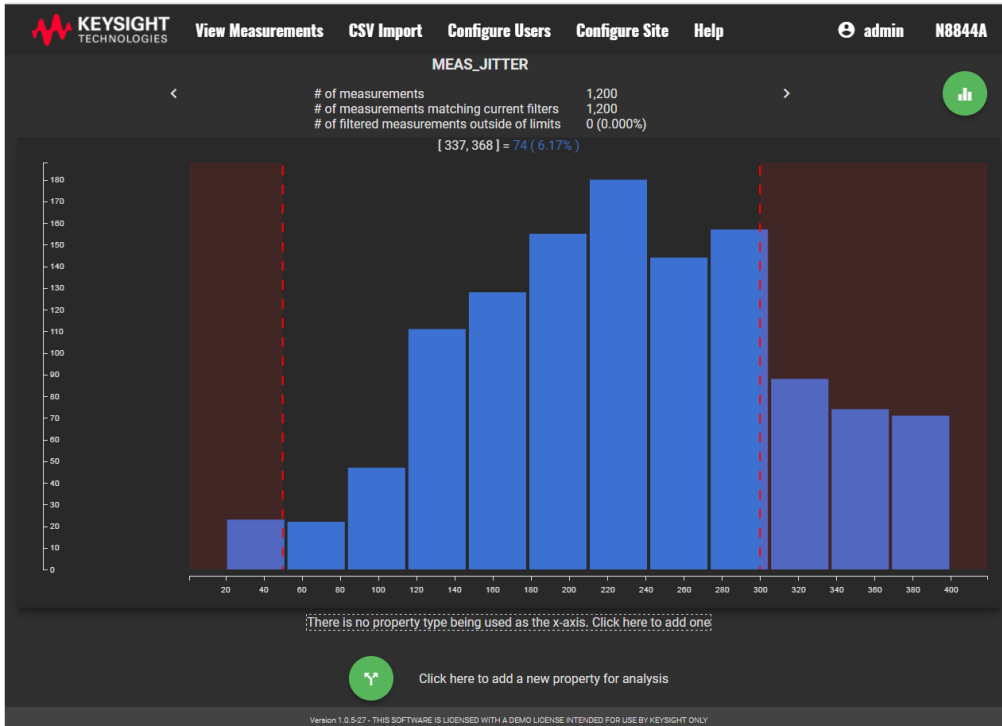 KEYSIGHT
TECHNOLOGIES
View Measurements CSV Import Configure Users Configure Site Help admin N8844A
MEAS_JITTER
# of measurements 1,200
# of measurements matching current filters 1,200
# of filtered measurements outside of limits 0 (0.000%)
[ 337, 368 ] = 74 ( 6.17% )
180
170
160
150
140
130
120
110
100
90
80
70
60
50
40
30
20
10
0
20 40 60 80 100 120 140 160 180 200 220 240 260 280 300 320 340 360 380 400
There is no property type being used as the x-axis. Click here to add one
Click here to add a new property for analysis
Version 1.0.5-27 - THIS SOFTWARE IS LICENSED WITH A DEMO LICENSE INTENDED FOR USE BY KEYSIGHT ONLY